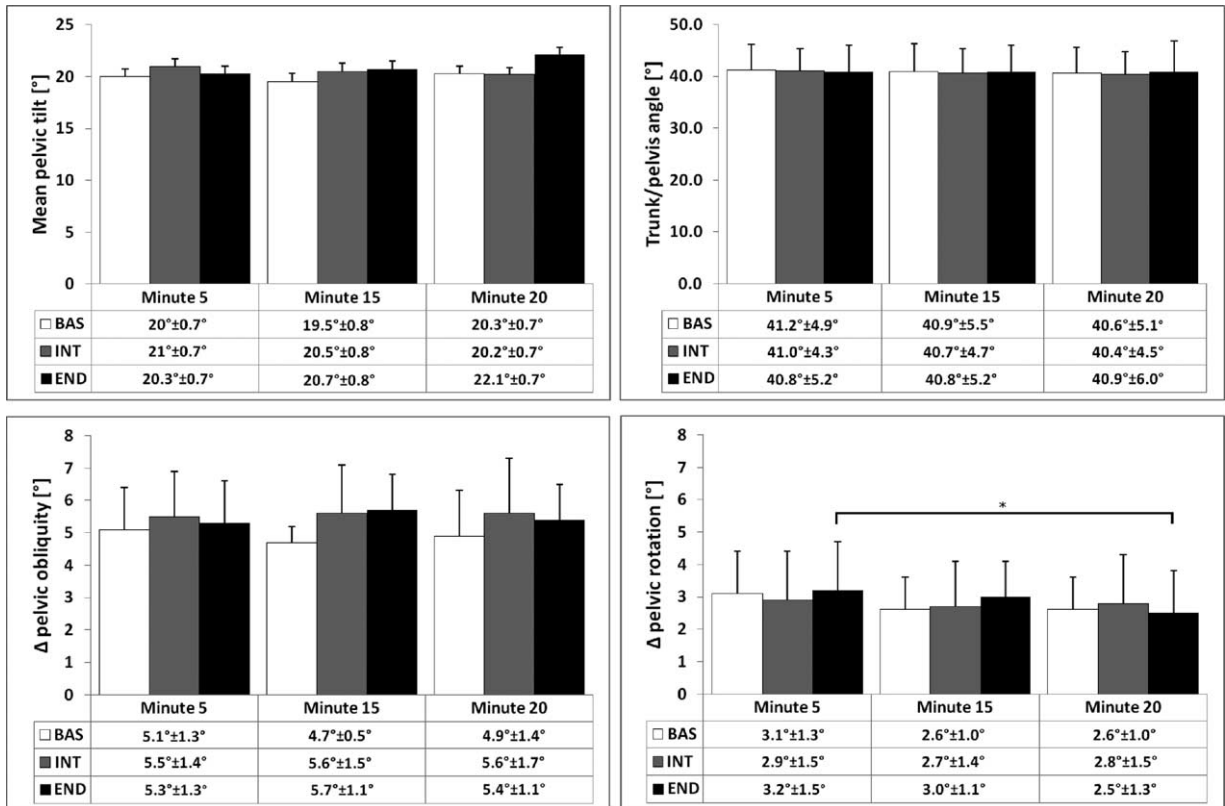 Mean pelvic tilt [°]
25
20
15
10
5
0
Minute 5 Minute 15 Minute 20
BAS 20°±0.7° 19.5°±0.8° 20.3°±0.7°
INT 21°±0.7° 20.5°±0.8° 20.2°±0.7°
END 20.3°±0.7° 20.7°±0.8° 22.1°±0.7°
Trunk/pelvis angle [°]
50.0
40.0
30.0
20.0
10.0
0.0
Minute 5 Minute 15 Minute 20
BAS 41.2°±4.9° 40.9°±5.5° 40.6°±5.1°
INT 41.0°±4.3° 40.7°±4.7° 40.4°±4.5°
END 40.8°±5.2° 40.8°±5.2° 40.9°±6.0°
Δ pelvic obliquity [°]
8
7
6
5
4
3
2
1
0
Minute 5 Minute 15 Minute 20
BAS 5.1°±1.3° 4.7°±0.5° 4.9°±1.4°
INT 5.5°±1.4° 5.6°±1.5° 5.6°±1.7°
END 5.3°±1.3° 5.7°±1.1° 5.4°±1.1°
Δ pelvic rotation [°]
8
7
6
5
4
3
2
1
0
*
Minute 5 Minute 15 Minute 20
BAS 3.1°±1.3° 2.6°±1.0° 2.6°±1.0°
INT 2.9°±1.5° 2.7°±1.4° 2.8°±1.5°
END 3.2°±1.5° 3.0°±1.1° 2.5°±1.3°